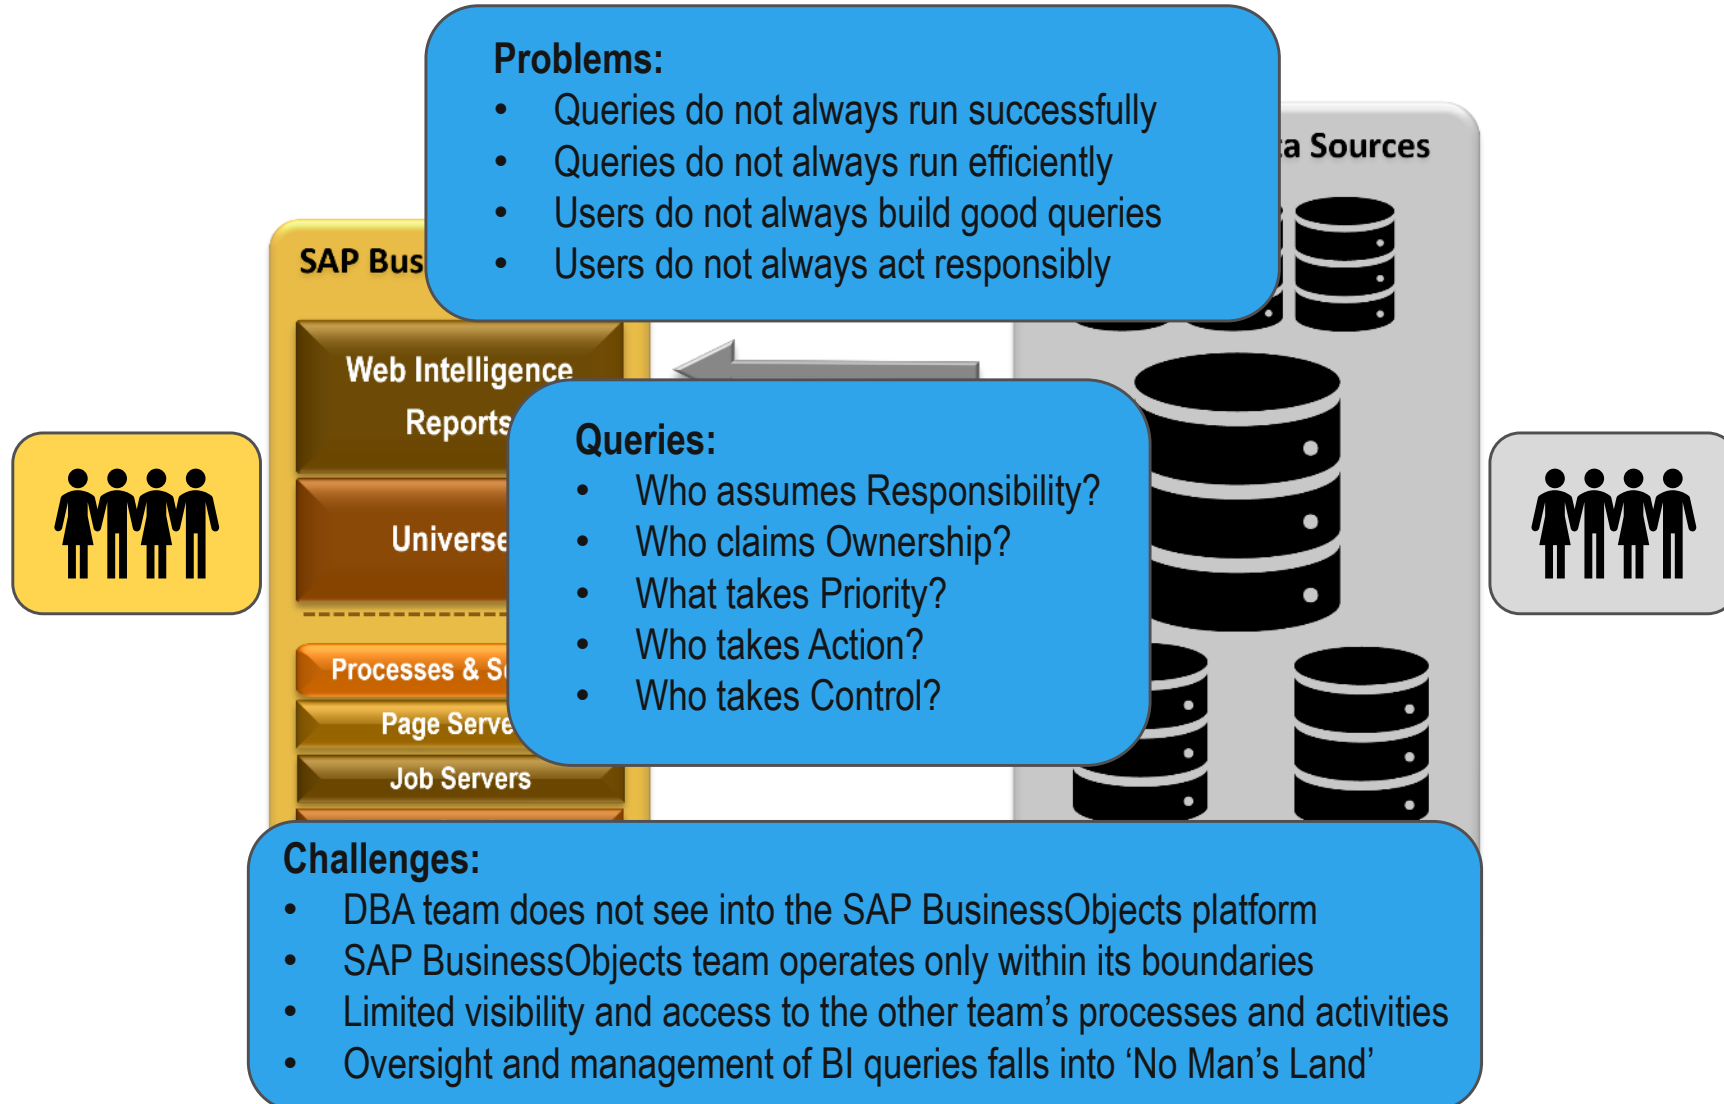 Problems:
• Queries do not always run successfully
• Queries do not always run efficiently
• Users do not always build good queries
• Users do not always act responsibly
Sources
SAP
Web Intelligence
Reports
Queries:
• Who assumes Responsibility?
• Who claims Ownership?
• What takes Priority?
• Who takes Action?
• Who takes Control?
Universe
Processes &
Page
Job Servers
Challenges:
• DBA team does not see into the SAP BusinessObjects platform
• SAP BusinessObjects team operates only within its boundaries
• Limited visibility and access to the other team’s processes and activities
• Oversight and management of BI queries falls into ‘No Man’s Land’